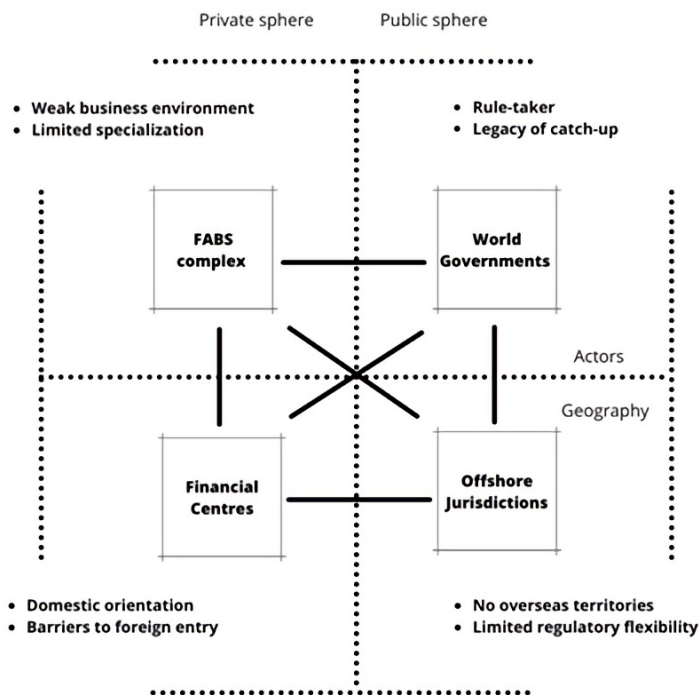 Private sphere
Public sphere
Weak business environment
Limited specialization
Rule-taker
Legacy of catch-up
FABS
complex
World
Governments
Actors
Geography
Financial
Centres
Offshore
Jurisdictions
Domestic orientation
Barriers to foreign entry
No overseas territories
Limited regulatory flexibility